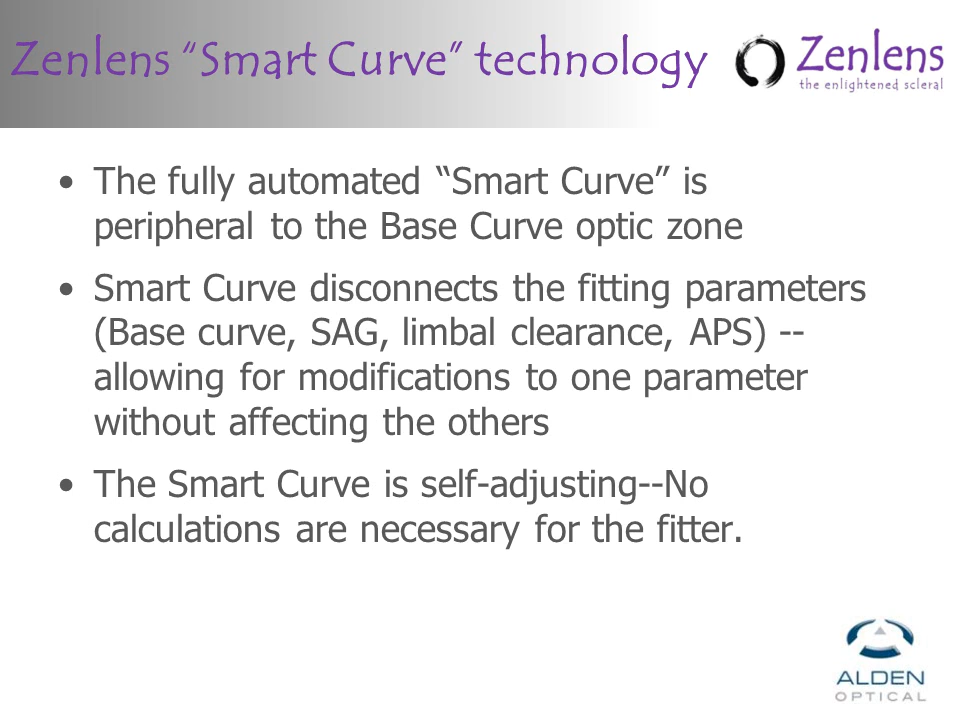 Zenlens “Smart Curve” technology
Zenlens
the enlightened scleral
• The fully automated “Smart Curve” is
peripheral to the Base Curve optic zone
• Smart Curve disconnects the fitting parameters
(Base curve, SAG, limbal clearance, APS) --
allowing for modifications to one parameter
without affecting the others
• The Smart Curve is self-adjusting--No
calculations are necessary for the fitter.
ALDEN
OPTICAL